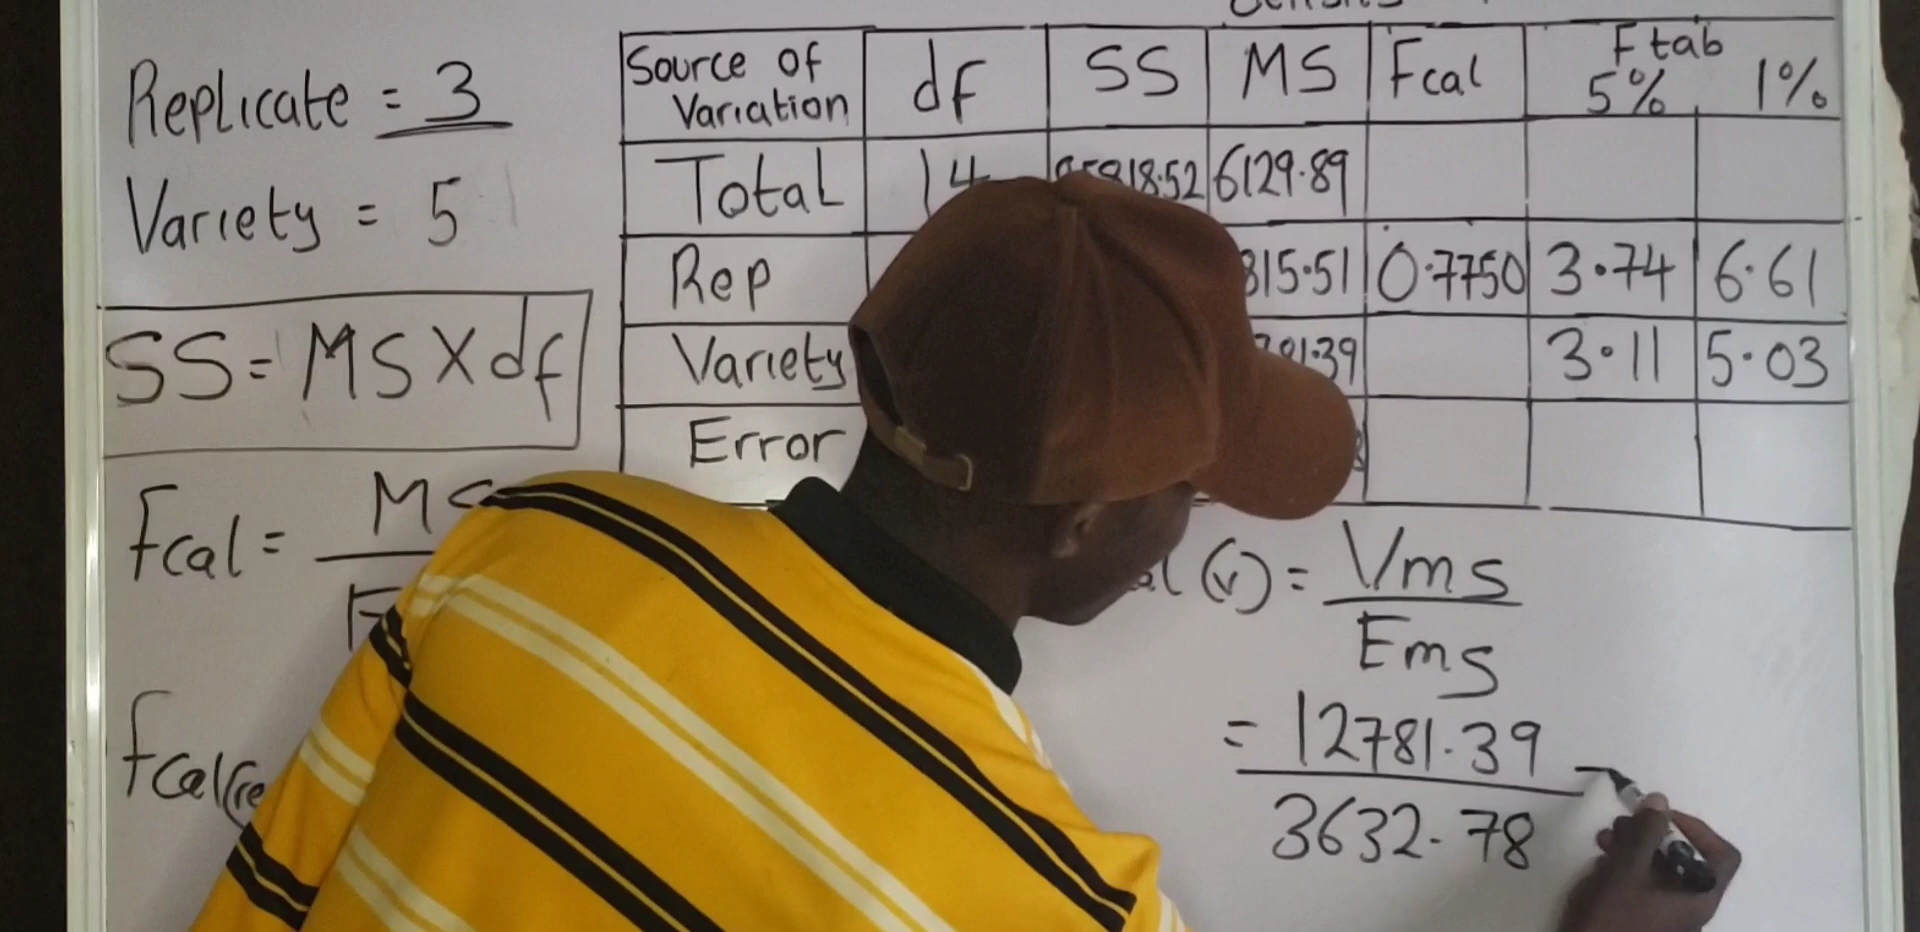 Replicate = 3
Variety = 5
SS = MS X df
Fcal =
Source of Variation df SS MS Fcal Ftab 5% 1%
Total 14 6129.89
Rep 0.7750 3.74 6.61
Variety 3.11 5.03
Error
(v) = Vms
Ems
= 12781.39
3632.78